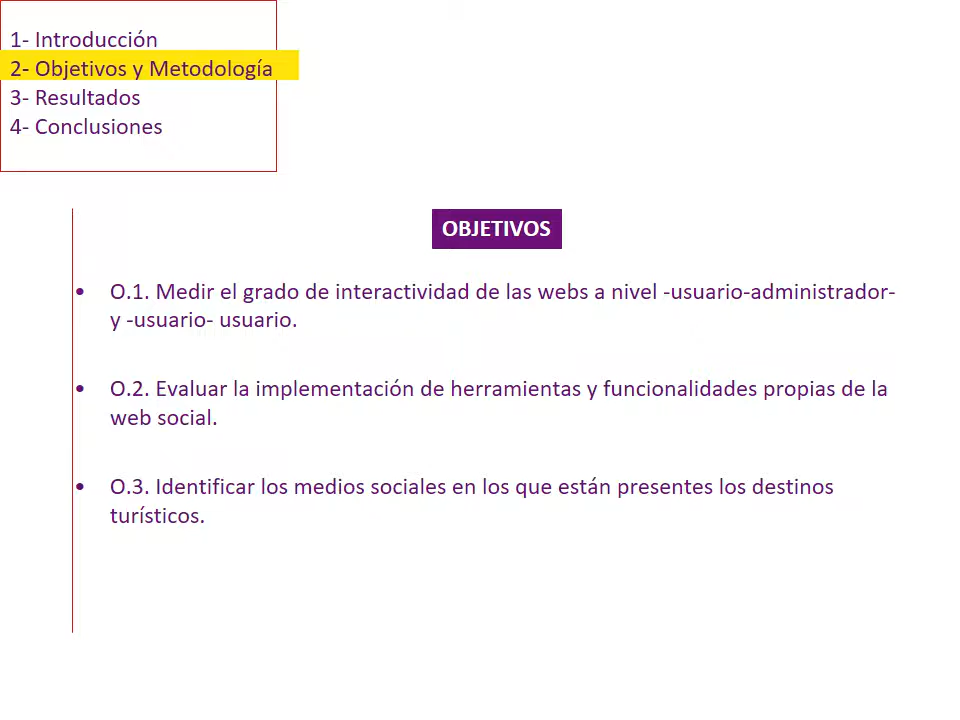 1- Introducción
2- Objetivos y Metodología
3- Resultados
4- Conclusiones
OBJETIVOS
• O.1. Medir el grado de interactividad de las webs a nivel -usuario-administrador-
y -usuario- usuario.
• O.2. Evaluar la implementación de herramientas y funcionalidades propias de la
web social.
• O.3. Identificar los medios sociales en los que están presentes los destinos
turísticos.